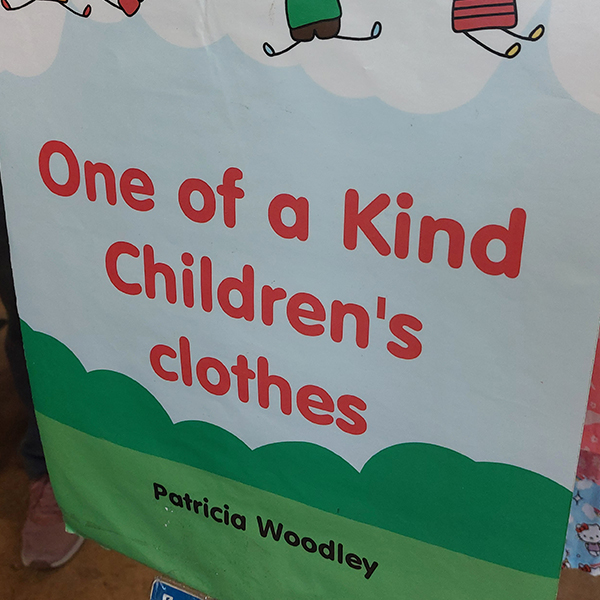 One of a Kind
Children's
clothes
Patricia Woodley